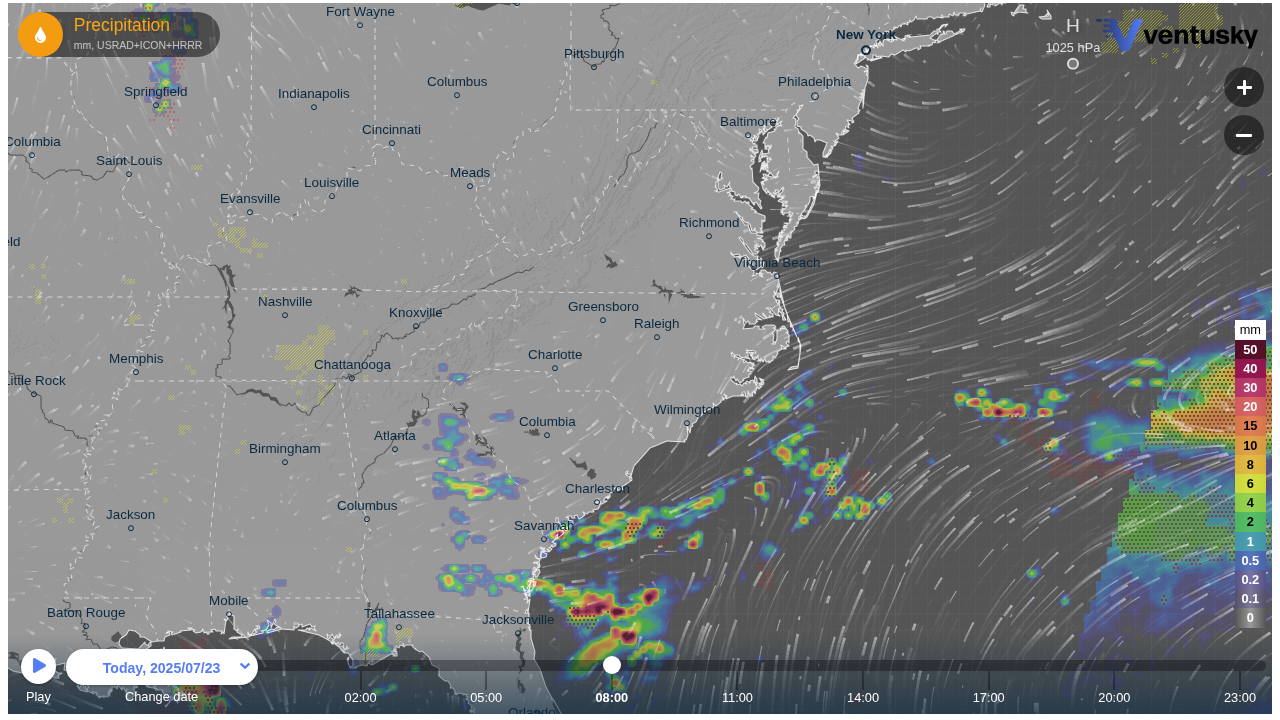 Precipitation
mm, USRAD+ICON+HRRR
Fort Wayne
New York
H
1025 hPa
ventusky
Pittsburgh
Springfield
Indianapolis
Columbus
Philadelphia
+
Columbia
Cincinnati
Baltimore
−
Saint Louis
Louisville
Meads
Evansville
Richmond
eld
Virginia Beach
Nashville
Knoxville
Greensboro
Raleigh
mm
Memphis
Chattanooga
Charlotte
50
Little Rock
40
30
Wilmington
20
Atlanta
Columbia
15
Birmingham
10
8
Charleston
6
Columbus
4
Jackson
Savannah
2
1
0.5
0.2
Mobile
0.1
Baton Rouge
Tallahassee
Jacksonville
0
Today, 2025/07/23
Play
Change date
02:00
05:00
08:00
11:00
14:00
17:00
20:00
23:00
Orlando